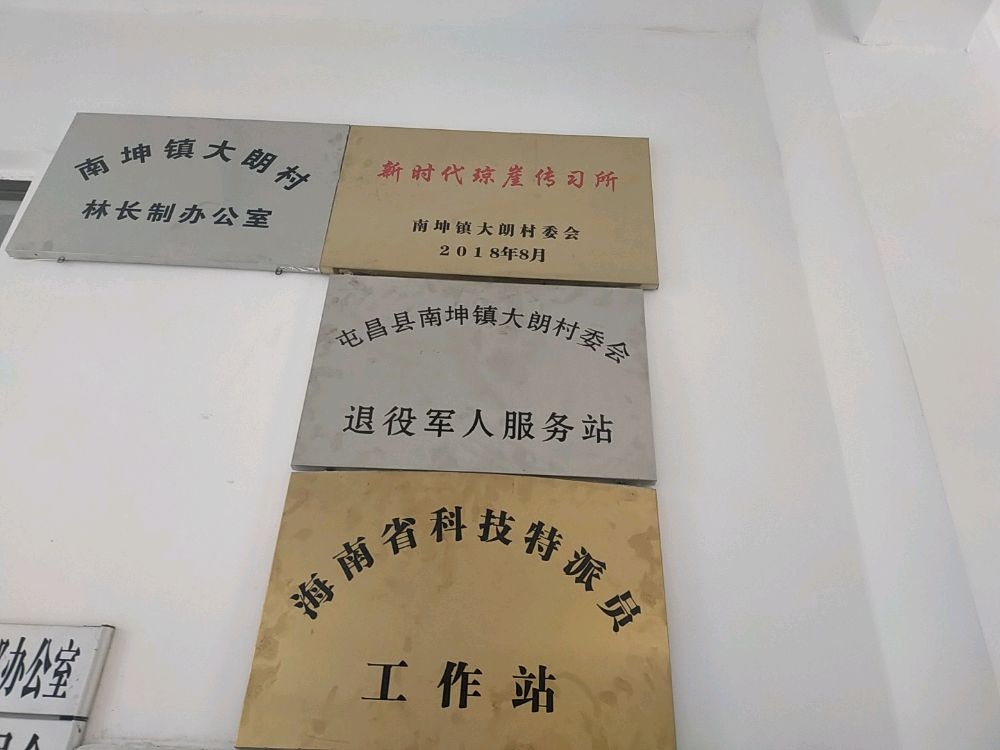 南坤镇大朗村
林长制办公室
新时代琼崖传习所
南坤镇大朗村委会
2018年8月
屯昌县南坤镇大朗村委会
退役军人服务站
海南省科技特派员
工作站
办公室